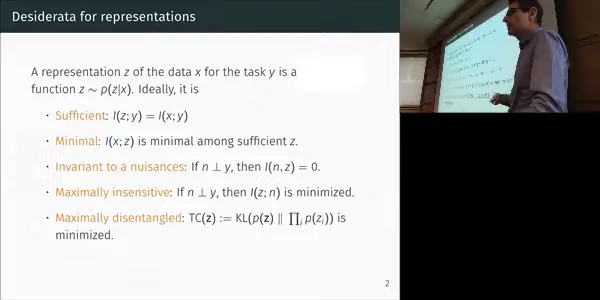 Desiderata for representations
A representation z of the data x for the task y is a
function z ∼ p(z|x). Ideally, it is
· Sufficient: I(z; y) = I(x; y)
· Minimal: I(x; z) is minimal among sufficient z.
· Invariant to a nuisances: If n ⊥ y, then I(n, z) = 0.
· Maximally insensitive: If n ⊥ y, then I(z; n) is minimized.
· Maximally disentangled: TC(z) := KL(p(z) ∥ ∏ᵢ p(zᵢ)) is
minimized.
2